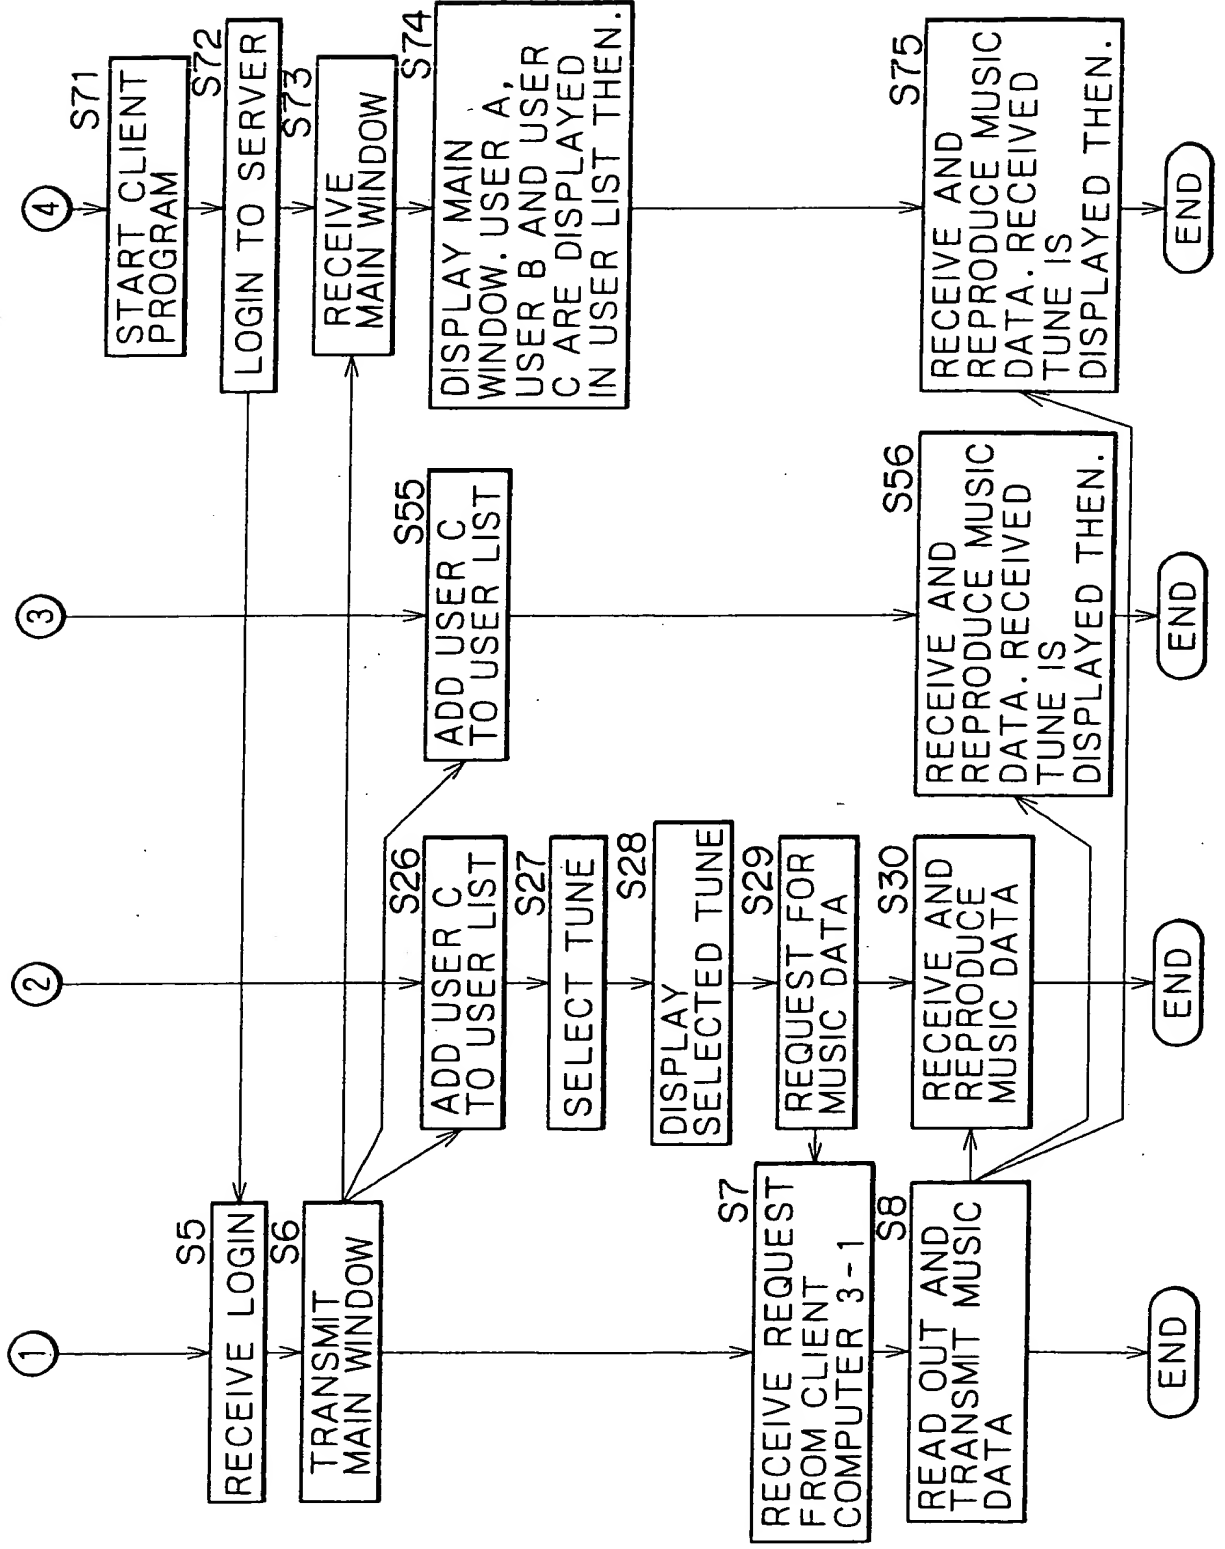 1
S5
RECEIVE LOGIN
S6
TRANSMIT
MAIN WINDOW
S7
RECEIVE REQUEST
FROM CLIENT
COMPUTER 3-1
S8
READ OUT AND
TRANSMIT MUSIC
DATA
END
2
S26
ADD USER C
TO USER LIST
S27
SELECT TUNE
S28
DISPLAY
SELECTED TUNE
S29
REQUEST FOR
MUSIC DATA
S30
RECEIVE AND
REPRODUCE
MUSIC DATA
END
3
S55
ADD USER C
TO USER LIST
S56
RECEIVE AND
REPRODUCE MUSIC
DATA. RECEIVED
TUNE IS
DISPLAYED THEN.
END
4
S71
START CLIENT
PROGRAM
S72
LOGIN TO SERVER
S73
RECEIVE
MAIN WINDOW
S74
DISPLAY MAIN
WINDOW. USER A,
USER B AND USER
C ARE DISPLAYED
IN USER LIST THEN.
S75
RECEIVE AND
REPRODUCE MUSIC
DATA. RECEIVED
TUNE IS
DISPLAYED THEN.
END